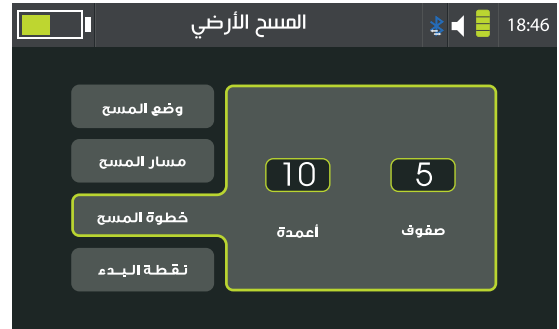 المسح الأرضي
18:46
وضع المسح
مسار المسح
خطوة المسح
نقطة البدء
5
10
صفوف
أعمدة